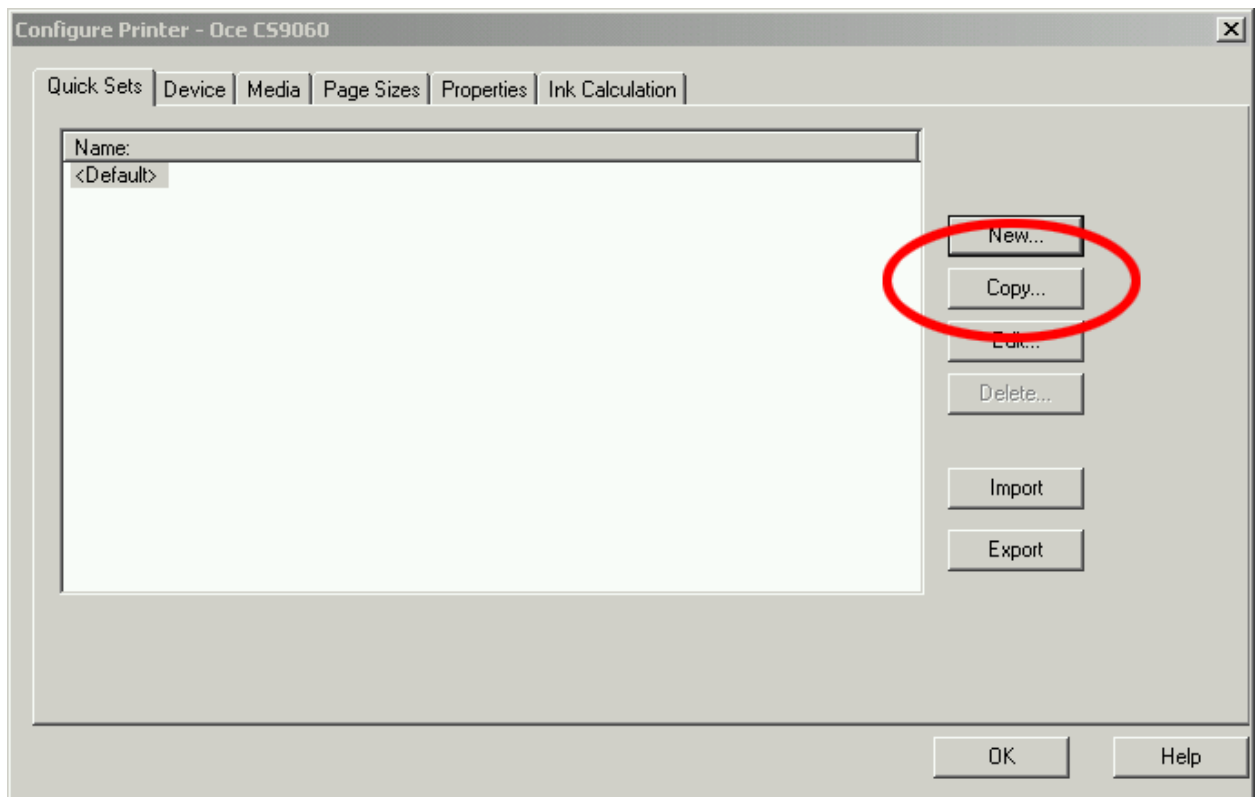 Configure Printer - Oce CS9060
Quick Sets Device Media Page Sizes Properties Ink Calculation
Name:
<Default>
New...
Copy...
Edit...
Delete...
Import
Export
OK Help